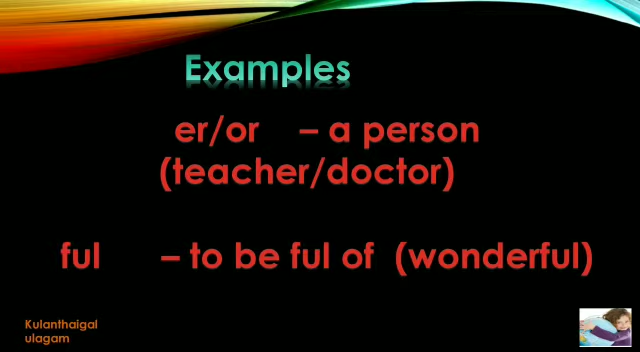 Examples
er/or – a person
(teacher/doctor)
ful – to be ful of (wonderful)
Kulanthaigal
ulagam